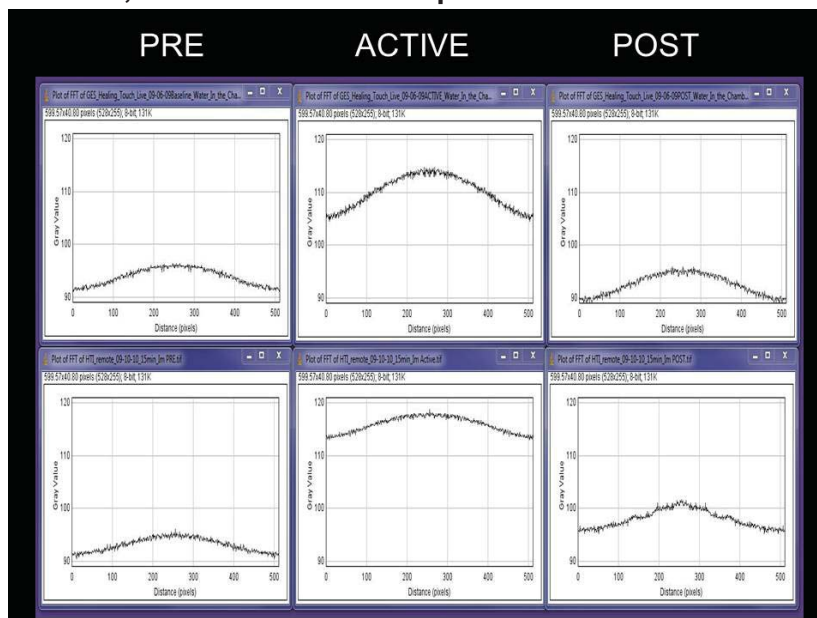 PRE ACTIVE POST
Plot of FFT of GES_Healing_Touch_Live_09-06-09Baseline_Water_In_the_Cha...
599.57x40.80 pixels (528x255); 8-bit; 131K
120
110
100
90
Gray Value
0 100 200 300 400 500
Distance (pixels)
Plot of FFT of GES_Healing_Touch_Live_09-06-09ACTIVE_Water_In_the_Cha...
599.57x40.80 pixels (528x255); 8-bit; 131K
120
110
100
90
Gray Value
0 100 200 300 400 500
Distance (pixels)
Plot of FFT of GES_Healing_Touch_Live_09-06-09POST_Water_In_the_Chamb...
599.57x40.80 pixels (528x255); 8-bit; 131K
120
110
100
90
Gray Value
0 100 200 300 400 500
Distance (pixels)
Plot of FFT of HTI_remote_09-10-10_15min_Jm PRE.tif
599.57x40.80 pixels (528x255); 8-bit; 131K
120
110
100
90
Gray Value
0 100 200 300 400 500
Distance (pixels)
Plot of FFT of HTI_remote_09-10-10_15min_Jm Active.tif
599.57x40.80 pixels (528x255); 8-bit; 131K
120
110
100
90
Gray Value
0 100 200 300 400 500
Distance (pixels)
Plot of FFT of HTI_remote_09-10-10_15min_Jm POST.tif
599.57x40.80 pixels (528x255); 8-bit; 131K
120
110
100
90
Gray Value
0 100 200 300 400 500
Distance (pixels)